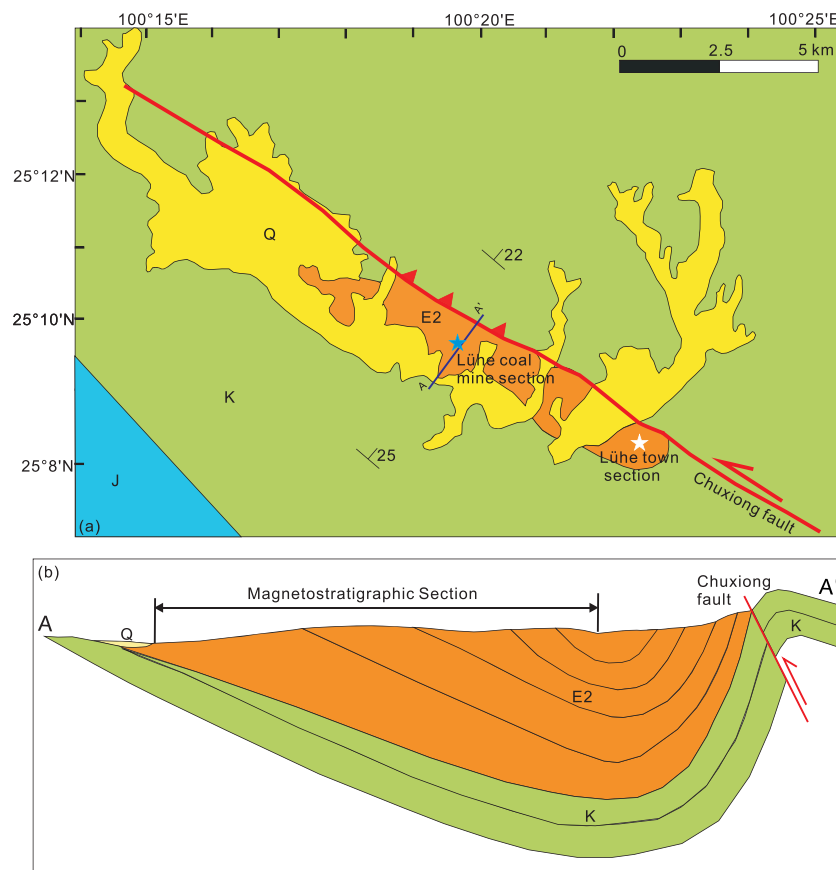 100°15'E
100°20'E
100°25'E
0
2.5
5 km
25°12'N
Q
22
A'
25°10'N
E2
Lühe coal
mine section
A
K
25
25°8'N
Lühe town
section
J
Chuxiong fault
(a)
(b)
Chuxiong
fault
A'
Magnetostratigraphic Section
A
Q
K
E2
K